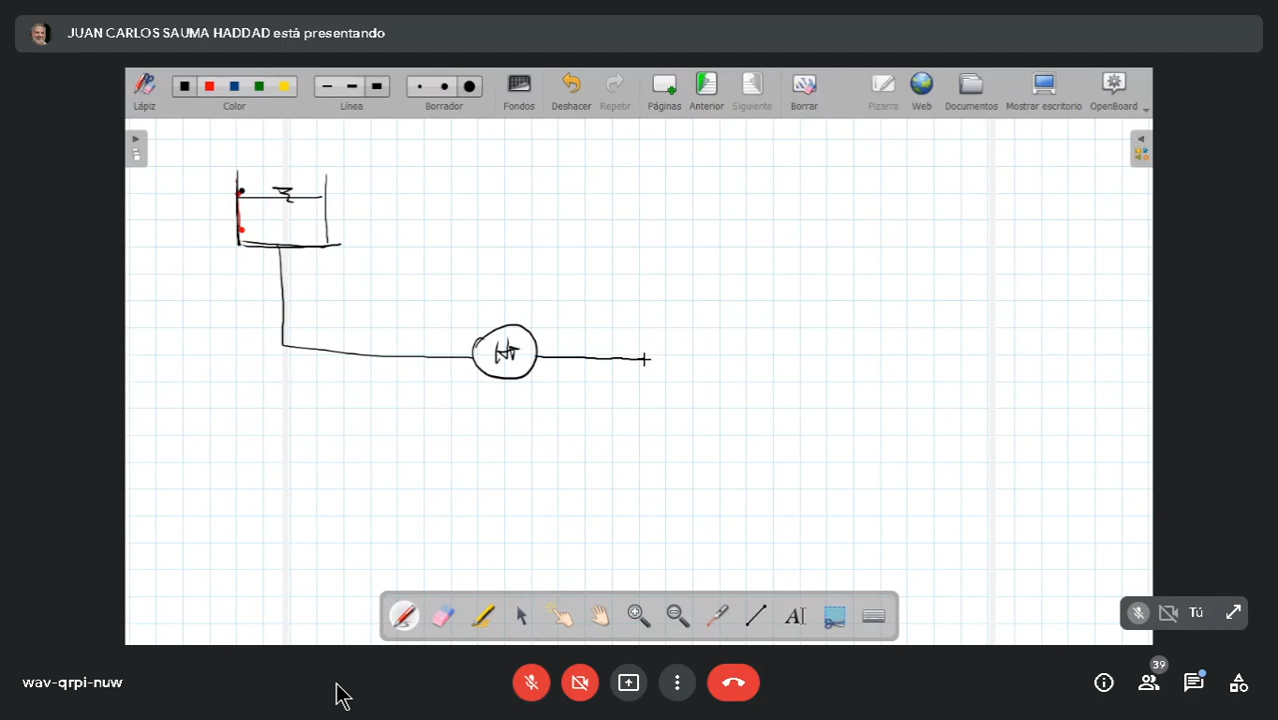 JUAN CARLOS SAUMA HADDAD está presentando
Lápiz
Color
Línea
Borrador
Fondos
Deshacer
Repetir
Páginas
Anterior
Siguiente
Borrar
Pizarra
Web
Documentos
Mostrar escritorio
OpenBoard
Tú
wav-qrpi-nuw
39